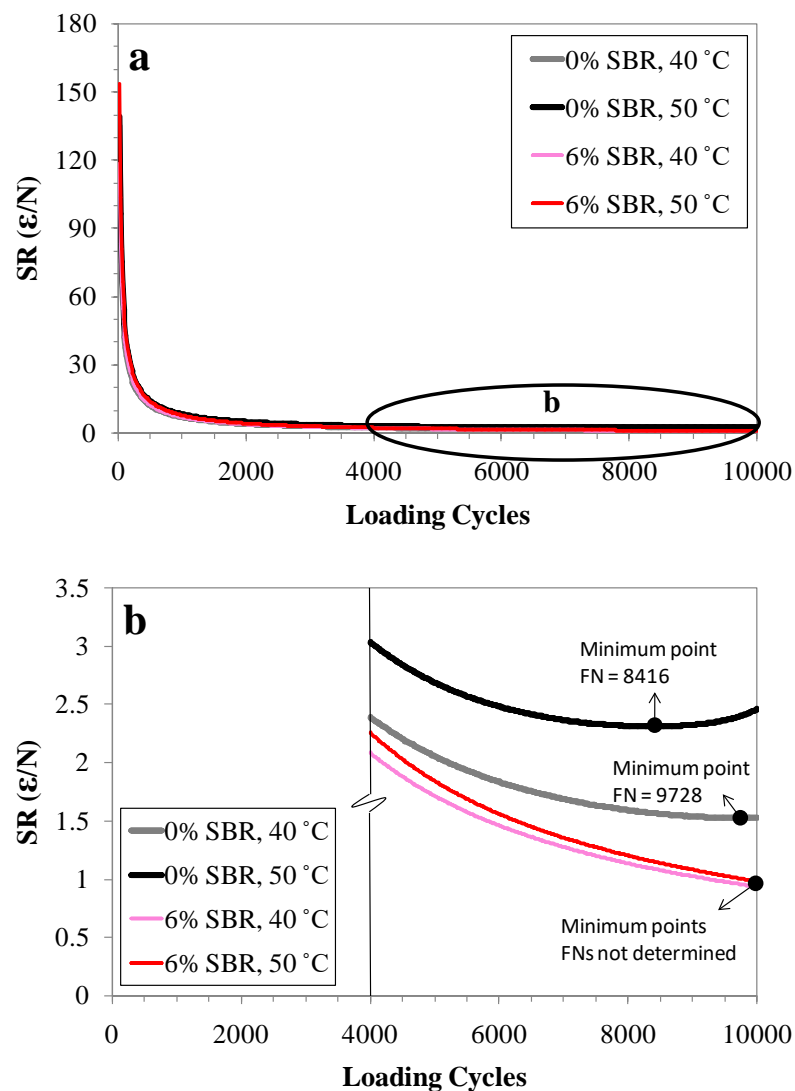 180
150
120
90
60
30
0
SR (ε/N)
a
0% SBR, 40 ˚C
0% SBR, 50 ˚C
6% SBR, 40 ˚C
6% SBR, 50 ˚C
b
0 2000 4000 6000 8000 10000
Loading Cycles
3.5
3
2.5
2
1.5
1
0.5
0
SR (ε/N)
b
Minimum point
FN = 8416
Minimum point
FN = 9728
Minimum points
FNs not determined
0% SBR, 40 ˚C
0% SBR, 50 ˚C
6% SBR, 40 ˚C
6% SBR, 50 ˚C
0 2000 4000 6000 8000 10000
Loading Cycles